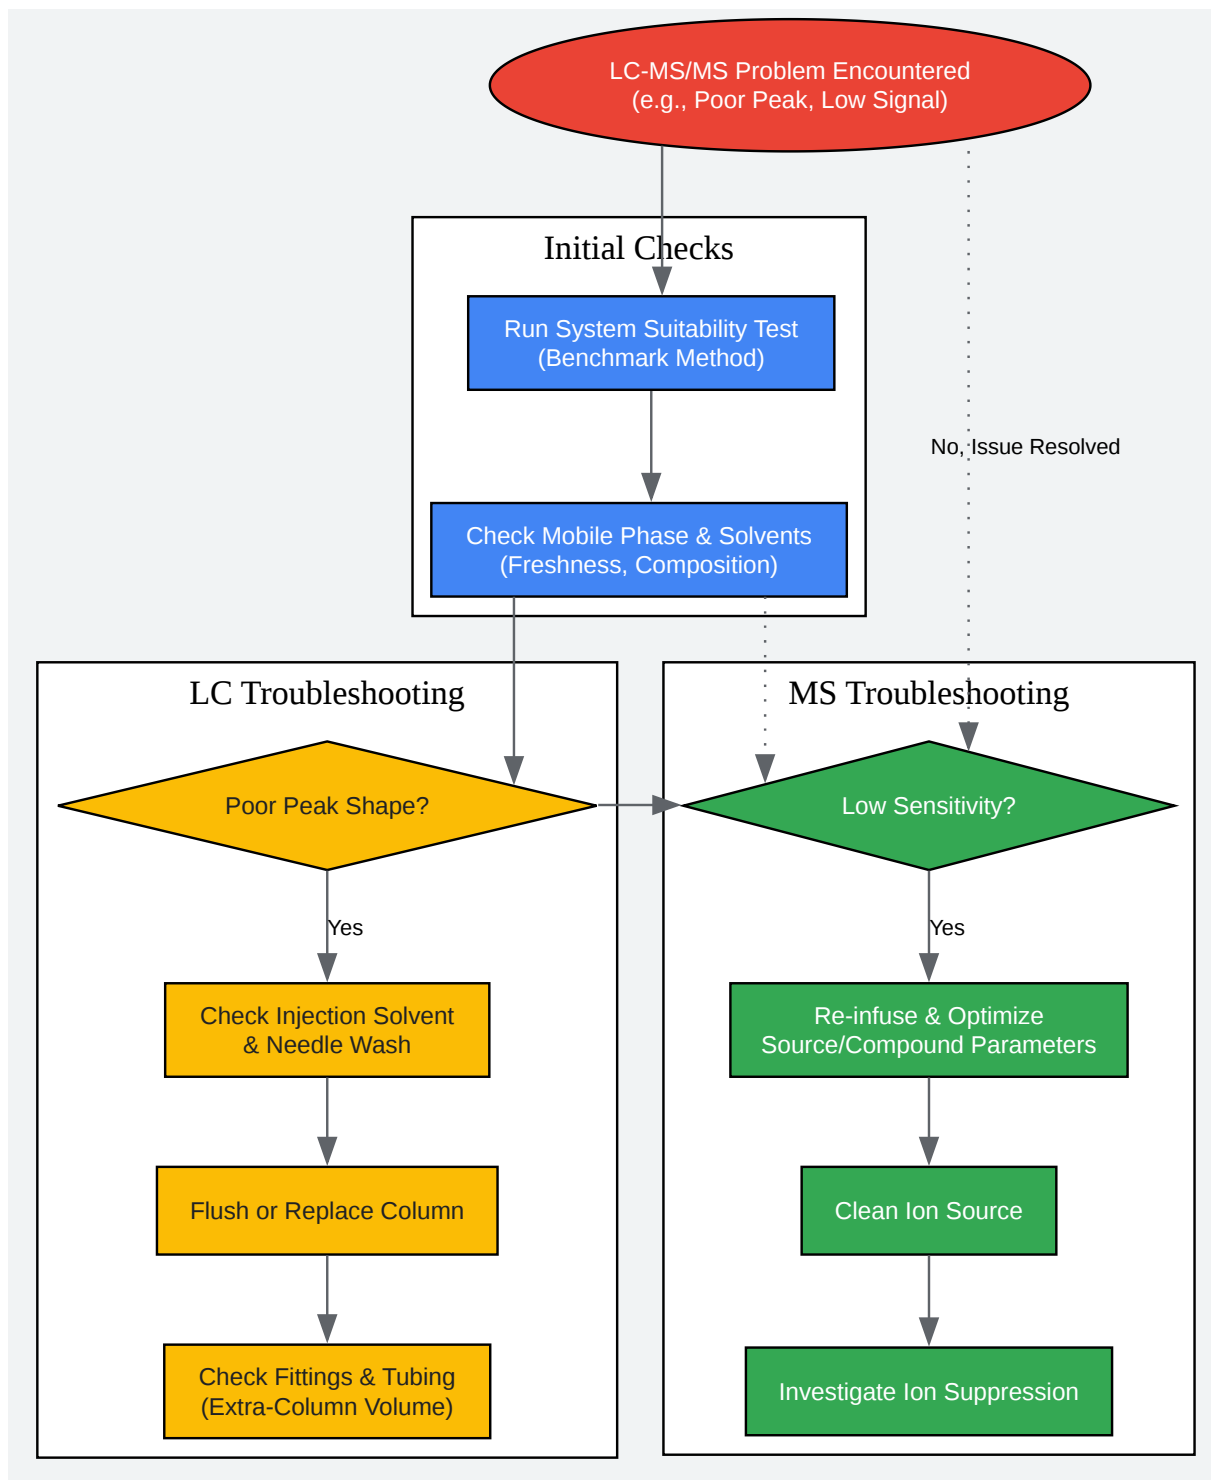 LC-MS/MS Problem Encountered
(e.g., Poor Peak, Low Signal)
Initial Checks
Run System Suitability Test
(Benchmark Method)
No, Issue Resolved
Check Mobile Phase & Solvents
(Freshness, Composition)
LC Troubleshooting
Poor Peak Shape?
Yes
Check Injection Solvent
& Needle Wash
Flush or Replace Column
Check Fittings & Tubing
(Extra-Column Volume)
MS Troubleshooting
Low Sensitivity?
Yes
Re-infuse & Optimize
Source/Compound Parameters
Clean Ion Source
Investigate Ion Suppression